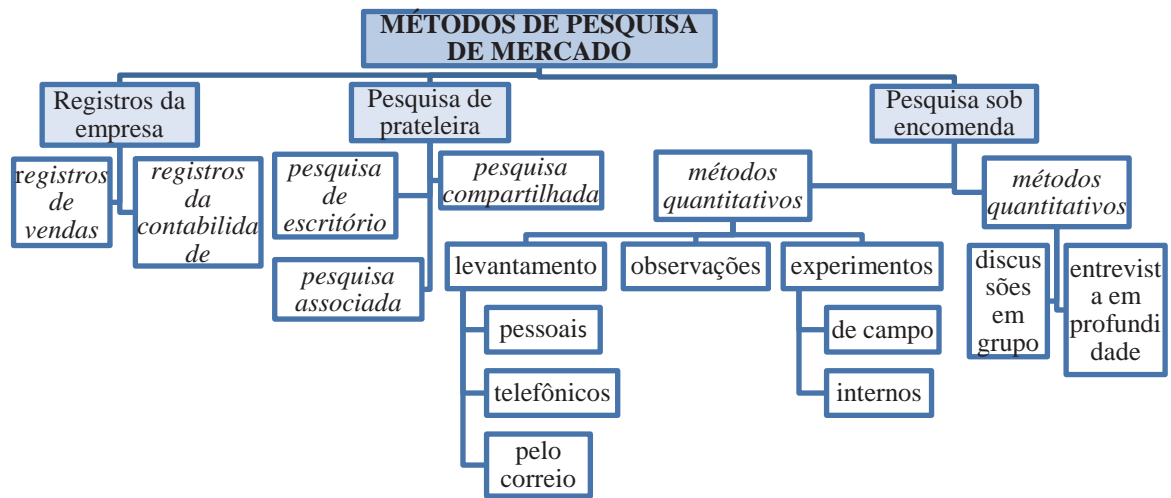 MÉTODOS DE PESQUISA
DE MERCADO
Registros da
empresa
registros
de
vendas
registros
da
contabilida
de
Pesquisa de
prateleira
pesquisa
de
escritório
pesquisa
compartilhada
pesquisa
associada
Pesquisa sob
encomenda
métodos
quantitativos
levantamento
pessoais
telefônicos
pelo
correio
observações
experimentos
de campo
internos
métodos
quantitativos
discus
sões
em
grupo
entrevist
a em
profundi
dade